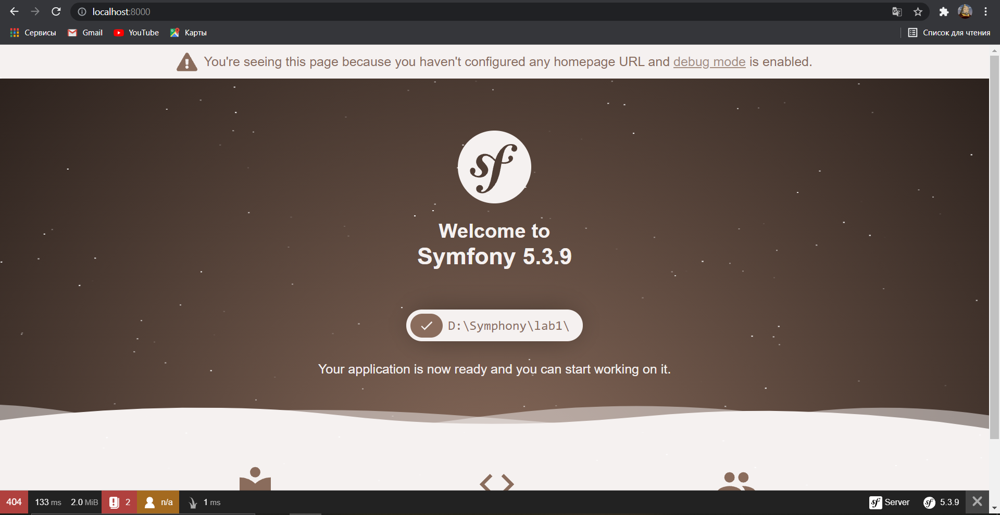 localhost:8000
Сервисы Gmail YouTube Карты Список для чтения
You're seeing this page because you haven't configured any homepage URL and debug mode is enabled.
sf
Welcome to
Symfony 5.3.9
D:\Symphony\lab1\
Your application is now ready and you can start working on it.
404 133 ms 2.0 MiB 2 n/a 1 ms sf Server sf 5.3.9